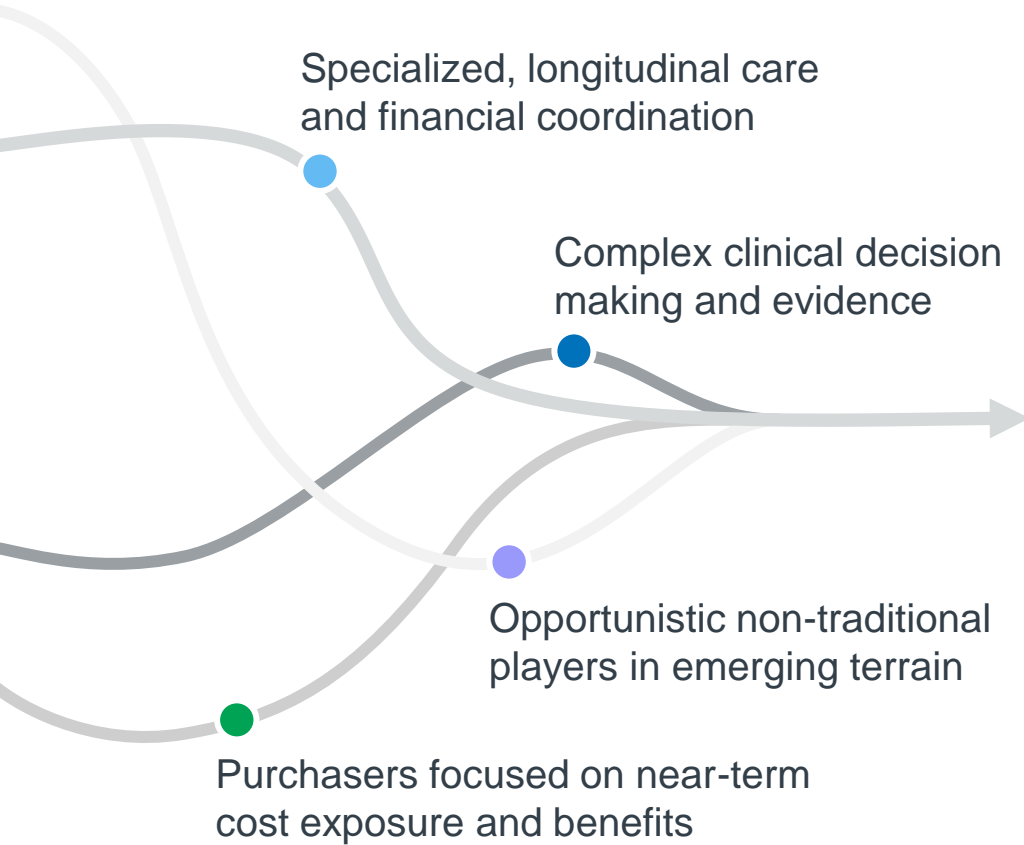 Specialized, longitudinal care
and financial coordination
Complex clinical decision
making and evidence
Opportunistic non-traditional
players in emerging terrain
Purchasers focused on near-term
cost exposure and benefits